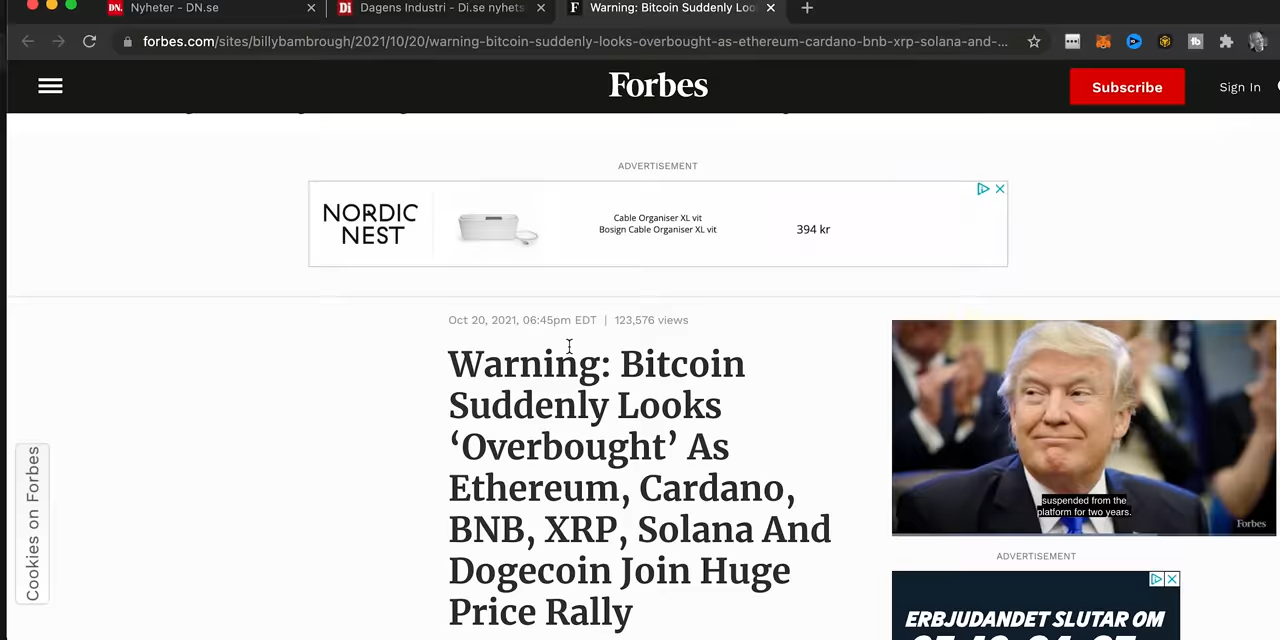 DN.
Nyheter - DN.se
Di
Dagens Industri - Di.se nyhets
F
Warning: Bitcoin Suddenly Loo
forbes.com/sites/billybambrough/2021/10/20/warning-bitcoin-suddenly-looks-overbought-as-ethereum-cardano-bnb-xrp-solana-and-...
Forbes
Subscribe
Sign In
ADVERTISEMENT
NORDIC
NEST
Cable Organiser XL vit
Bosign Cable Organiser XL vit
394 kr
Oct 20, 2021, 06:45pm EDT | 123,576 views
Warning: Bitcoin
Suddenly Looks
‘Overbought’ As
Ethereum, Cardano,
BNB, XRP, Solana And
Dogecoin Join Huge
Price Rally
Cookies on Forbes
suspended from the
platform for two years.
Forbes
ADVERTISEMENT
ERBJUDANDET SLUTAR OM